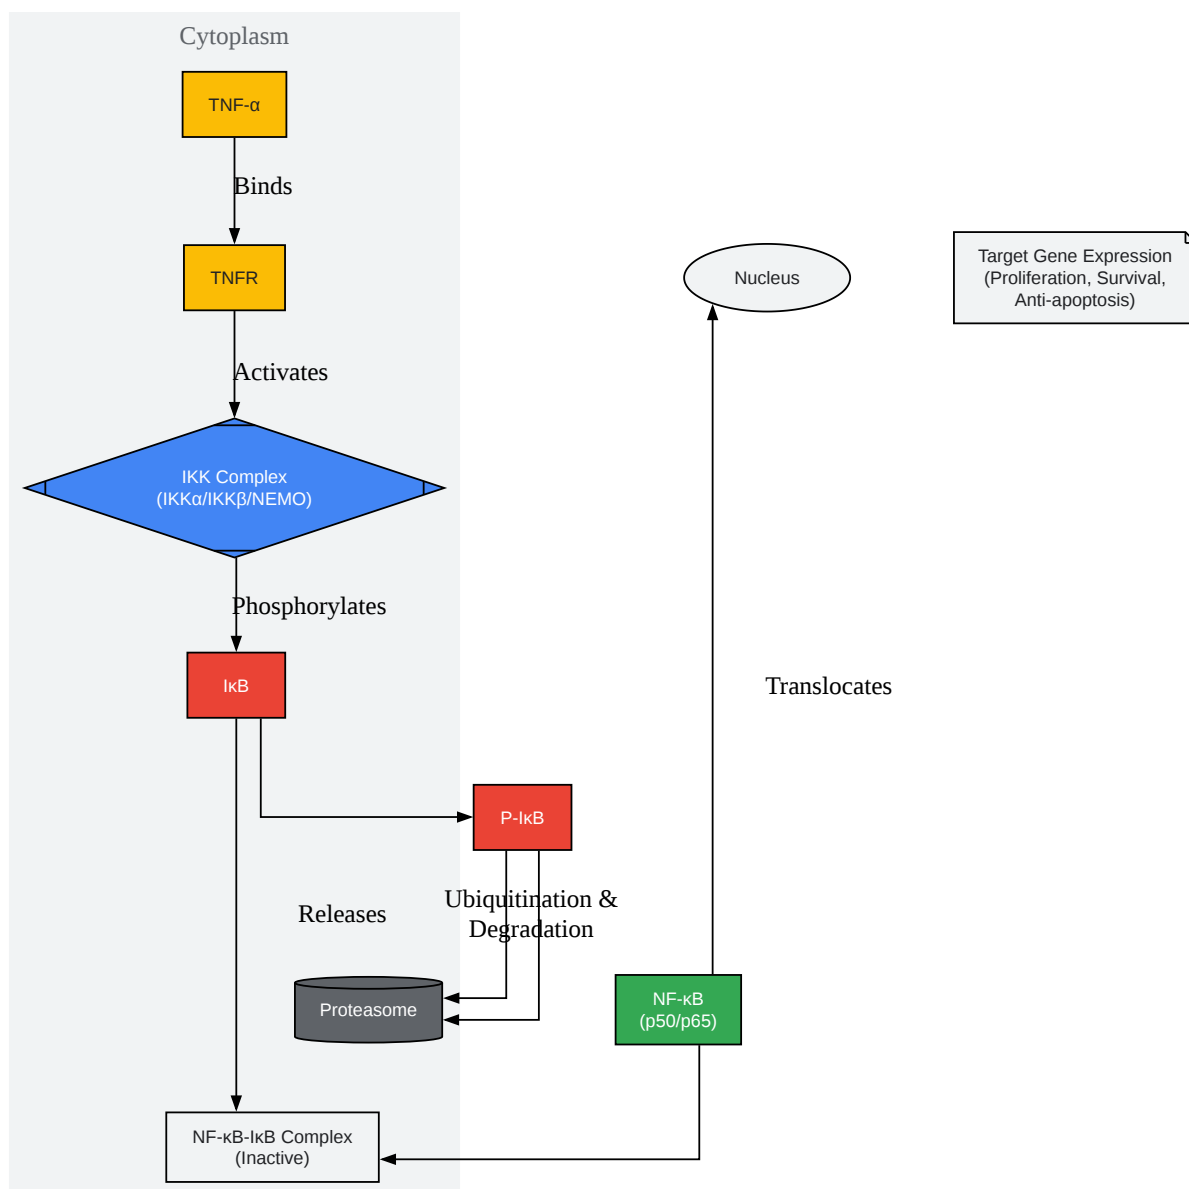 Cytoplasm
TNF-α
Binds
TNFR
Nucleus
Target Gene Expression
(Proliferation, Survival,
Anti-apoptosis)
Activates
IKK Complex
(IKKα/IKKβ/NEMO)
Phosphorylates
IκB
Translocates
P-IκB
Ubiquitination &
Degradation
Releases
Proteasome
NF-κB
(p50/p65)
NF-κB-IκB Complex
(Inactive)